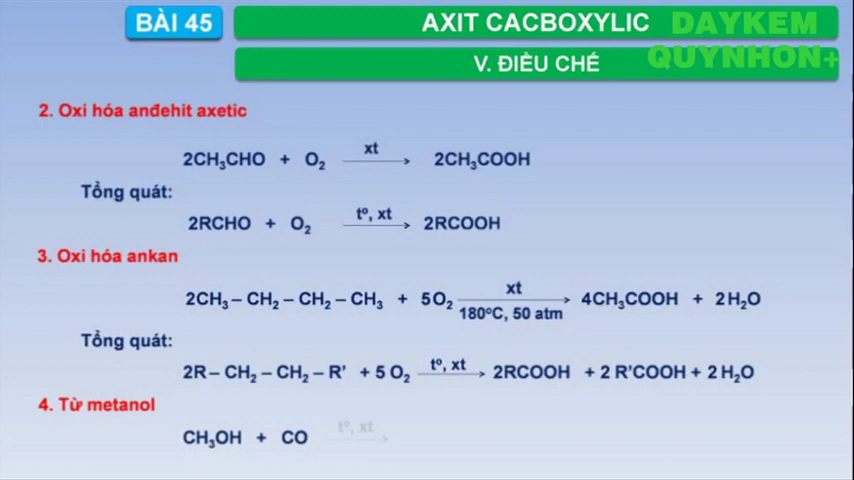 BÀI 45
AXIT CACBOXYLIC
DAYKEM
QUYNHON+
V. ĐIỀU CHẾ
2. Oxi hóa anđehit axetic
2CH₃CHO + O₂ xt → 2CH₃COOH
Tổng quát:
2RCHO + O₂ tº, xt → 2RCOOH
3. Oxi hóa ankan
2CH₃ – CH₂ – CH₂ – CH₃ + 5O₂ xt → 180ºC, 50 atm 4CH₃COOH + 2H₂O
Tổng quát:
2R – CH₂ – CH₂ – R' + 5 O₂ tº, xt → 2RCOOH + 2 R'COOH + 2 H₂O
4. Từ metanol
CH₃OH + CO tº, xt →